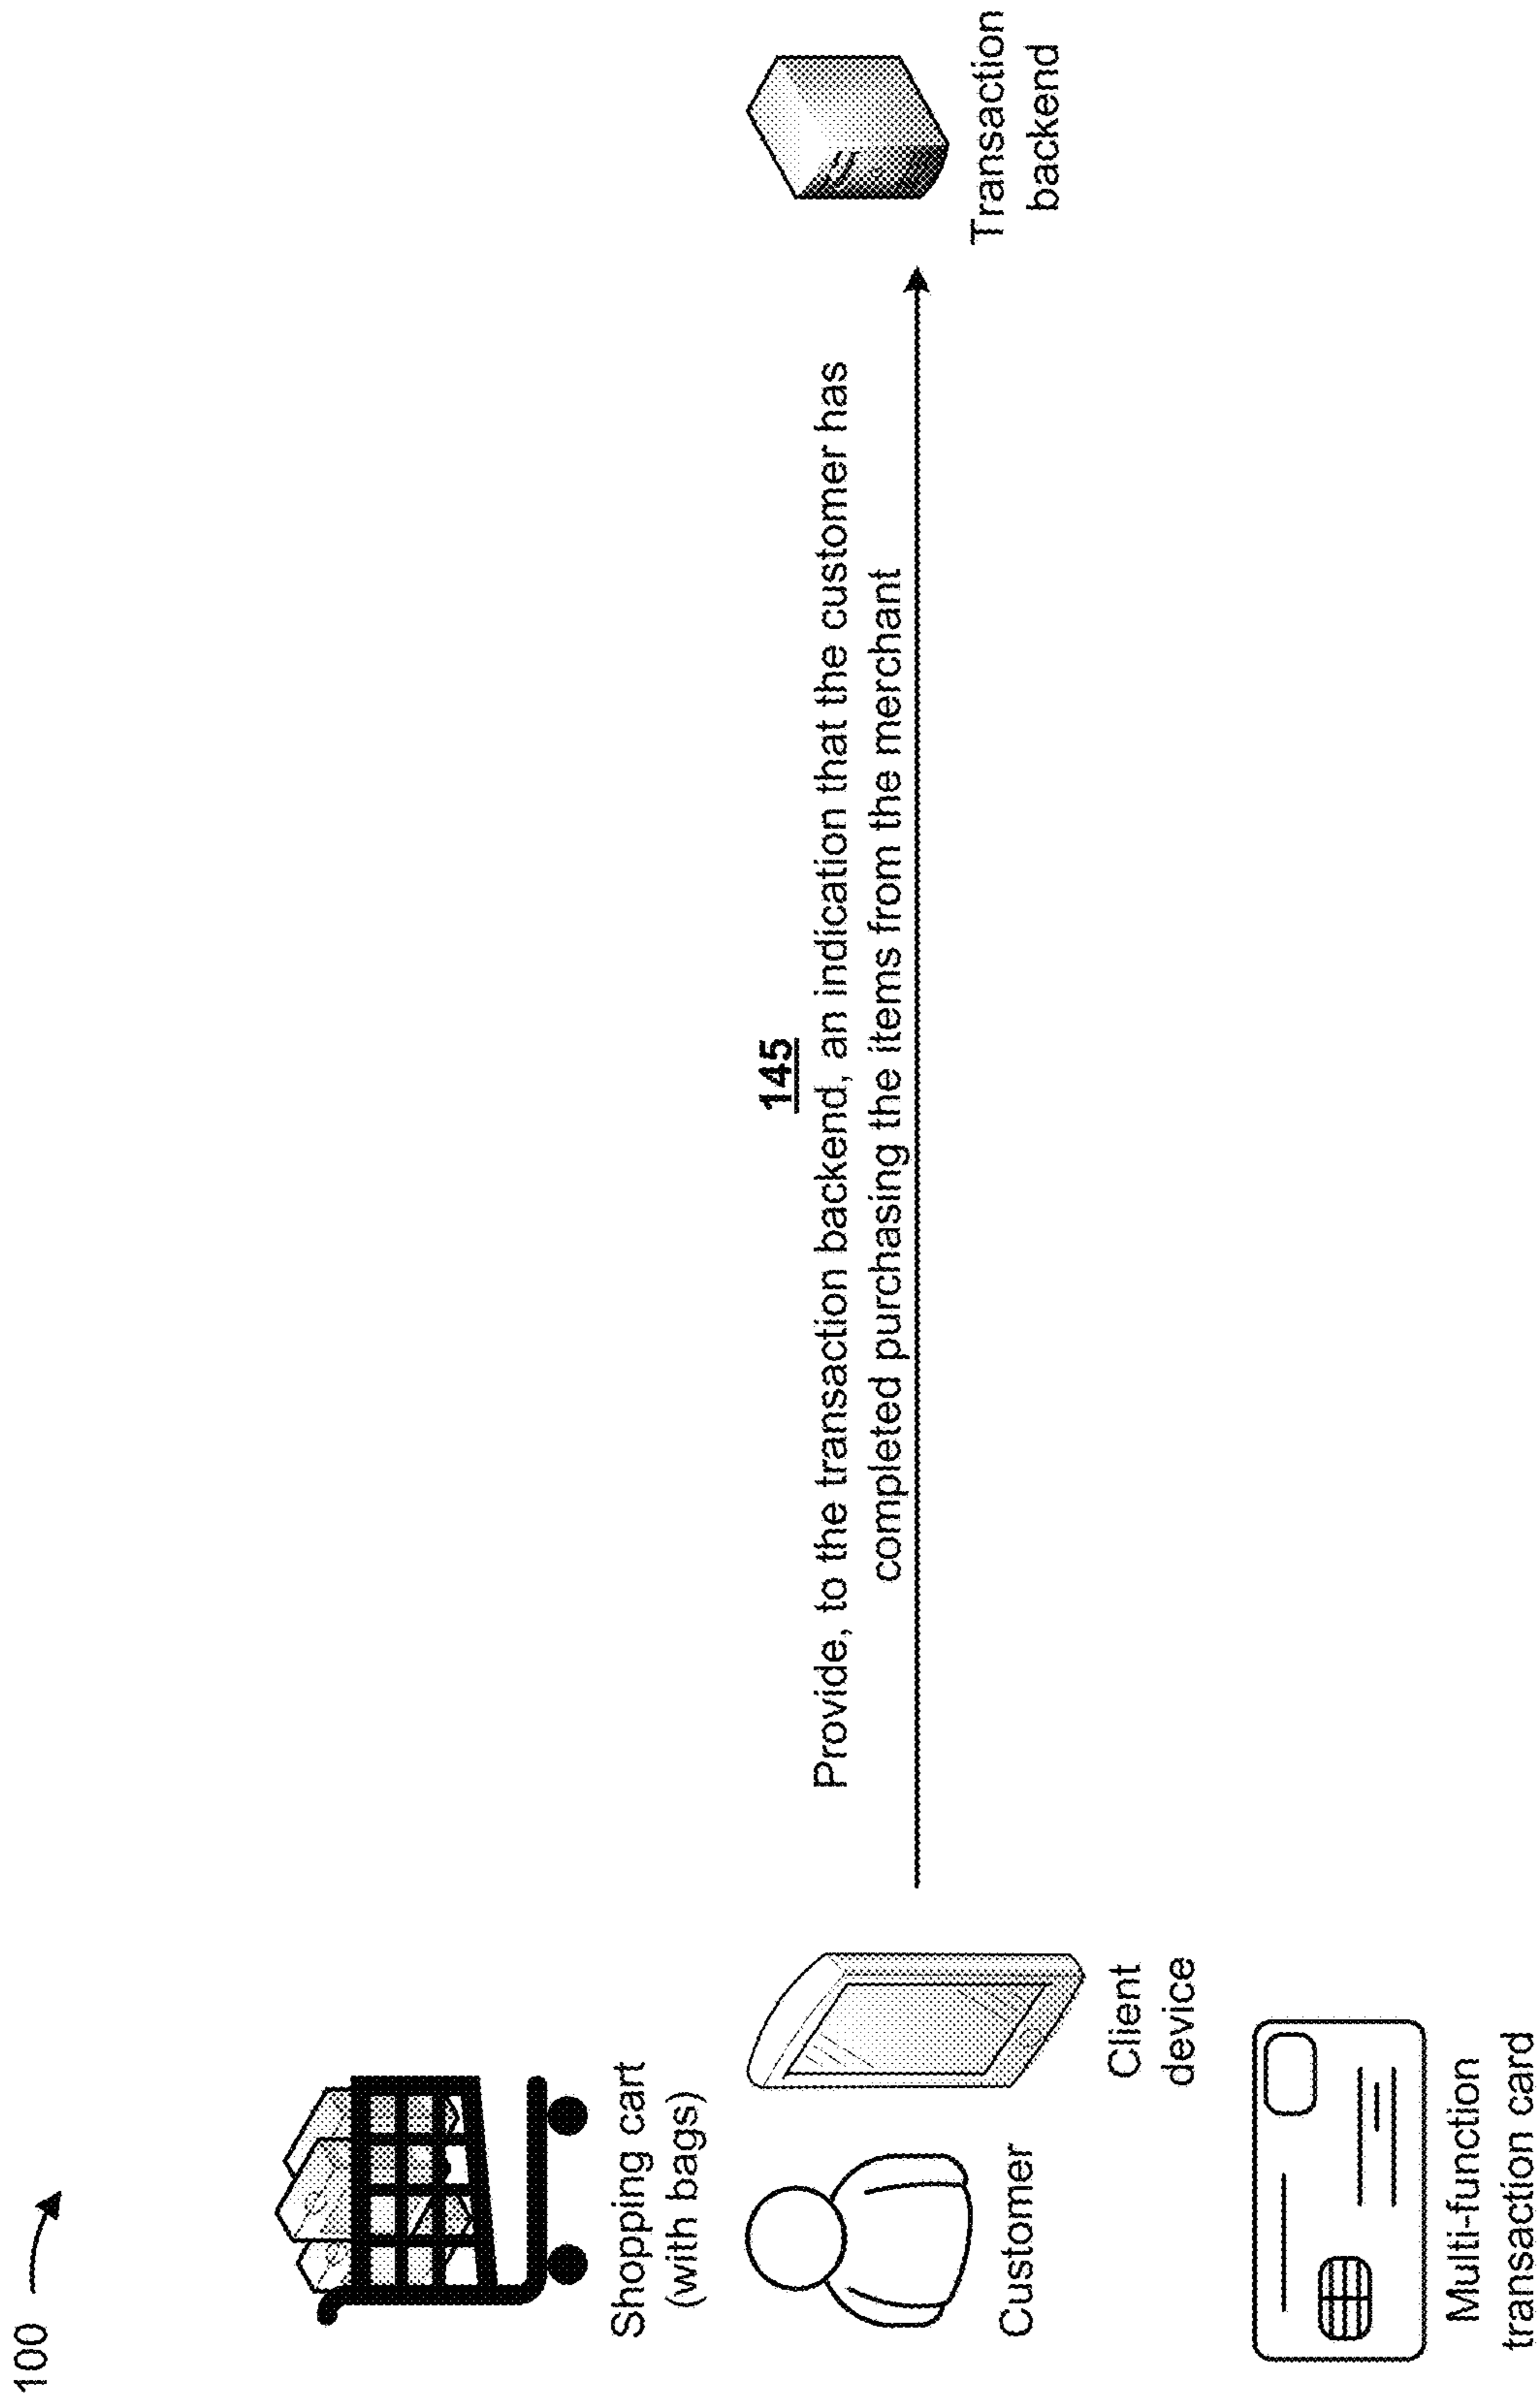 100
Shopping cart
(with bags)
145
Provide, to the transaction backend, an indication that the customer has
completed purchasing the items from the merchant
Customer
Client
device
Transaction
backend
Multi-function
transaction card